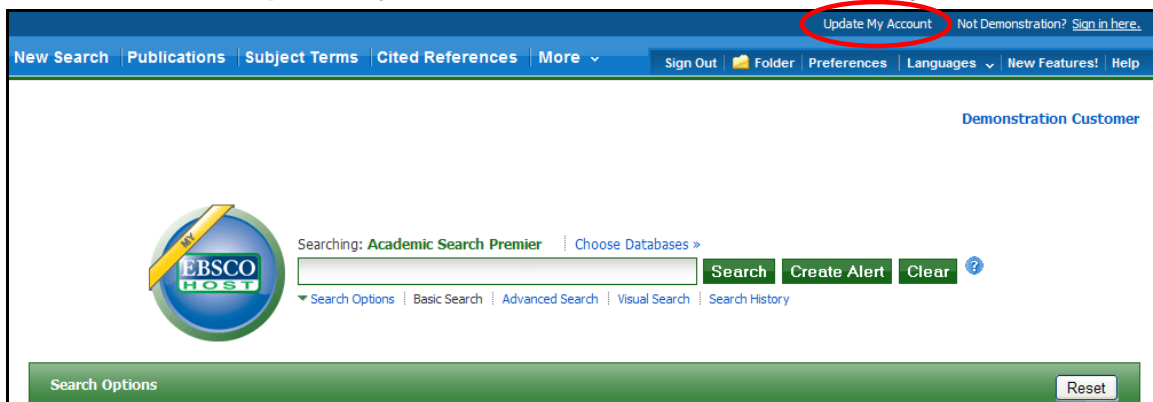 Update My Account Not Demonstration? Sign in here.
New Search Publications Subject Terms Cited References More
Sign Out Folder Preferences Languages New Features! Help
Demonstration Customer
MY
EBSCO
HOST
Searching: Academic Search Premier Choose Databases »
Search Create Alert Clear ?
Search Options Basic Search Advanced Search Visual Search Search History
Search Options Reset